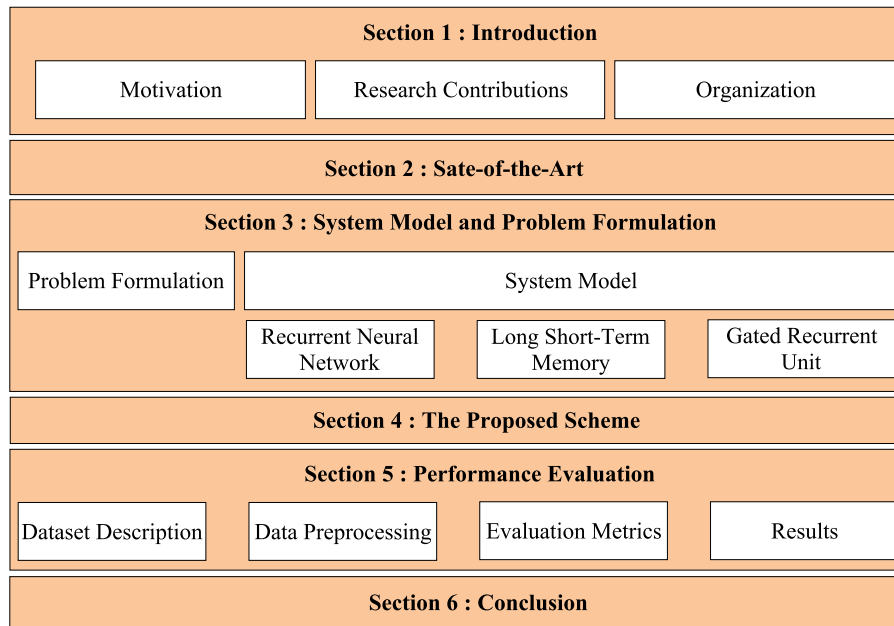 Section 1 : Introduction
Motivation
Research Contributions
Organization
Section 2 : Sate-of-the-Art
Section 3 : System Model and Problem Formulation
Problem Formulation
System Model
Recurrent Neural
Network
Long Short-Term
Memory
Gated Recurrent
Unit
Section 4 : The Proposed Scheme
Section 5 : Performance Evaluation
Dataset Description
Data Preprocessing
Evaluation Metrics
Results
Section 6 : Conclusion